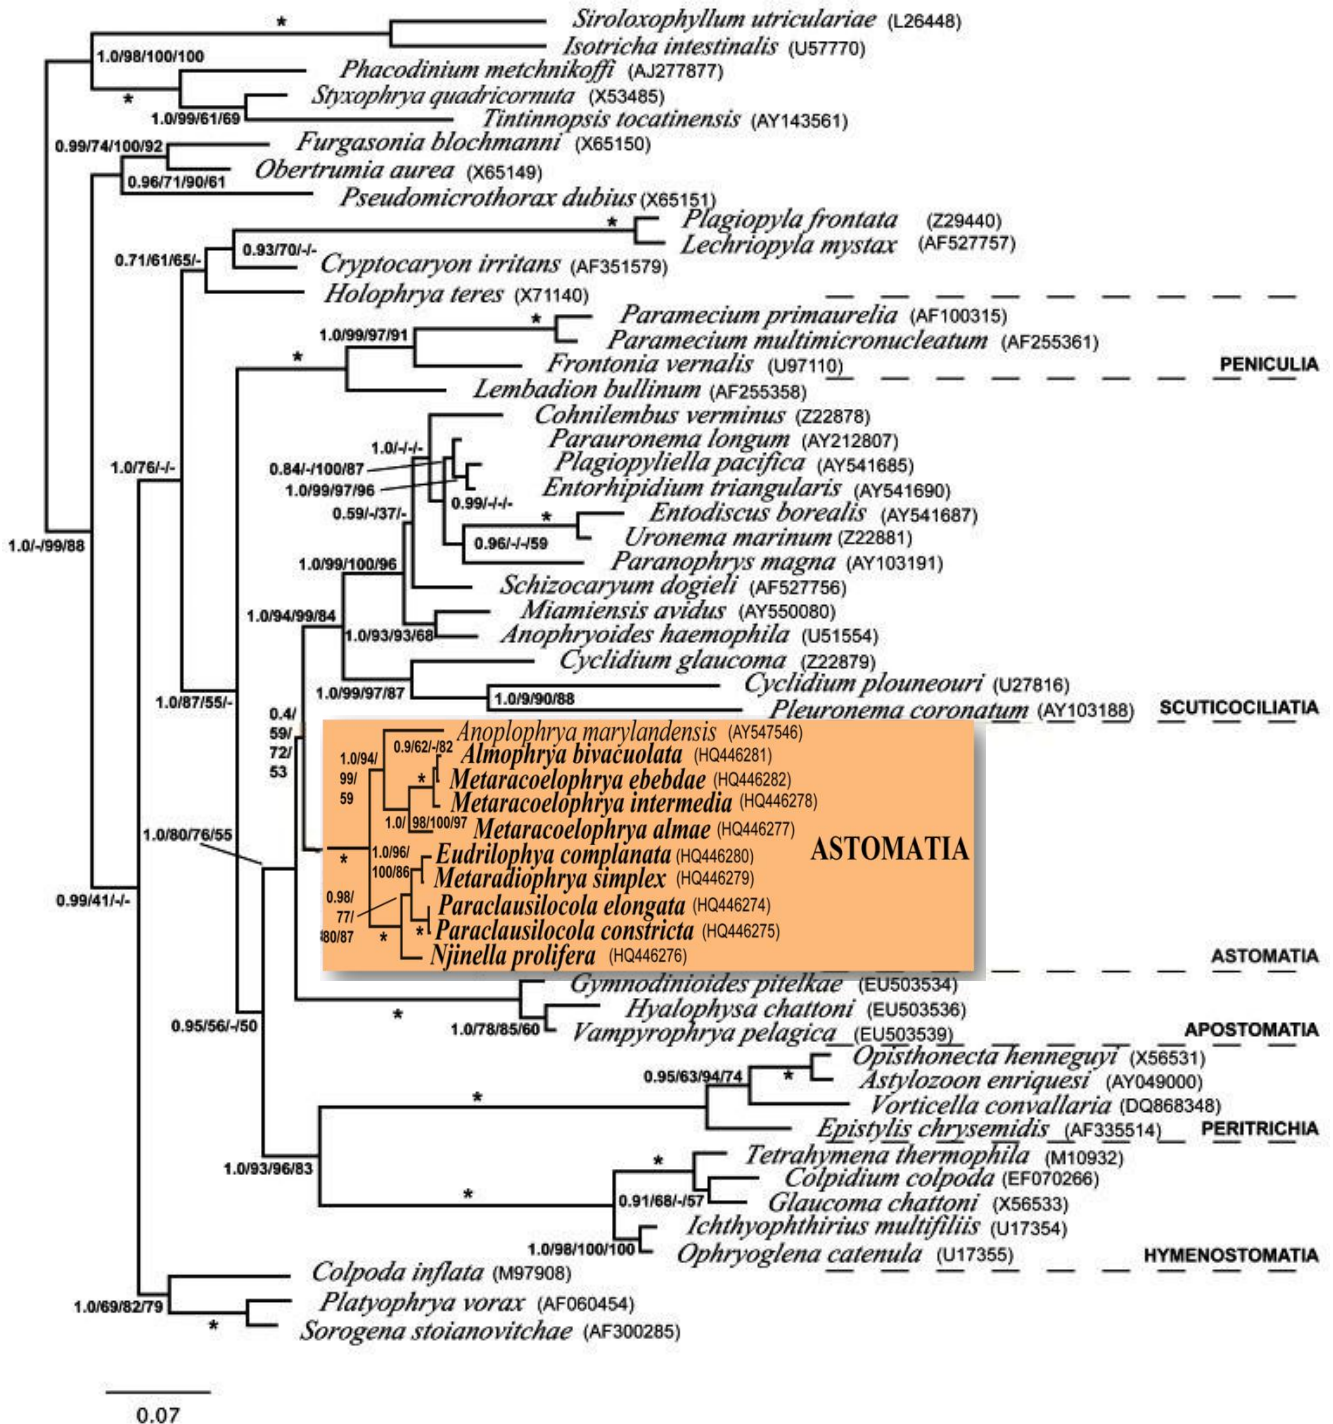 * Siroloxophyllum utriculariae (L26448)
1.0/98/100/100 Isotricha intestinalis (U57770)
Phacodinium metchnikoffi (AJ277877)
* Styxophrya quadricornuta (X53485)
1.0/99/61/69 Tintinnopsis tocatinensis (AY143561)
0.99/74/100/92 Furgasonia blochmanni (X65150)
Obertrumia aurea (X65149)
0.96/71/90/61
Pseudomicrothorax dubius (X65151)
* Plagiopyla frontata (Z29440)
0.93/70/-/- Lechriopyla mystax (AF527757)
0.71/61/65/- Cryptocaryon irritans (AF351579)
Holophrya teres (X71140)
* Paramecium primaurelia (AF100315)
1.0/99/97/91 Paramecium multimicronucleatum (AF255361)
* Frontonia vernalis (U97110) PENICULIA
Lembadion bullinum (AF255358)
Cohnilembus verminus (Z22878)
1.0/-/-/- Parauronema longum (AY212807)
1.0/76/-/- 0.84/-/100/87 Plagiopyliella pacifica (AY541685)
1.0/99/97/96 Entorhipidium triangularis (AY541690)
0.99/-/-/-
0.59/-/37/- * Entodiscus borealis (AY541687)
1.0/-/99/88 0.96/-/-/59 Uronema marinum (Z22881)
1.0/99/100/96 Paranophrys magna (AY103191)
Schizocaryum dogieli (AF527756)
1.0/94/99/84 Miamiensis avidus (AY550080)
1.0/93/93/68 Anophryoides haemophila (U51554)
Cyclidium glaucoma (Z22879)
1.0/99/97/87 Cyclidium plouneouri (U27816)
1.0/87/55/- 1.0/9/90/88
Pleuronema coronatum (AY103188) SCUTICOCILIATIA
0.4/
59/
72/
53
Anoplophrya marylandensis (AY547546)
1.0/94/
99/
59
0.9/62/-/82 Almophrya bivacuolata (HQ446281)
* Metaracoelophrya ebebdae (HQ446282)
Metaracoelophrya intermedia (HQ446278)
1.0/ 98/100/97 Metaracoelophrya almae (HQ446277)
1.0/80/76/55 * 1.0/96/
100/86
Eudrilophya complanata (HQ446280) ASTOMATIA
Metaradiophrya simplex (HQ446279)
0.98/
77/
80/87
0.99/41/-/- Paraclausilocola elongata (HQ446274)
* * Paraclausilocola constricta (HQ446275)
Njinella prolifera (HQ446276) ASTOMATIA
Gymnodinioides pitelkae (EU503534)
* Hyalophysa chattoni (EU503536)
0.95/56/-/50 1.0/78/85/60 Vampyrophrya pelagica (EU503539) APOSTOMATIA
Opisthonecta henneguyi (X56531)
0.95/63/94/74 * Astylozoon enriquesi (AY049000)
* Vorticella convallaria (DQ868348)
Epistylis chrysemidis (AF335514) PERITRICHIA
1.0/93/96/83 * Tetrahymena thermophila (M10932)
Colpidium colpoda (EF070266)
* 0.91/68/-/57 Glaucoma chattoni (X56533)
Ichthyophthirius multifiliis (U17354)
1.0/98/100/100 Ophryoglena catenula (U17355) HYMENOSTOMATIA
Colpoda inflata (M97908)
1.0/69/82/79 Platyophrya vorax (AF060454)
* Sorogena stoianovitchae (AF300285)
0.07